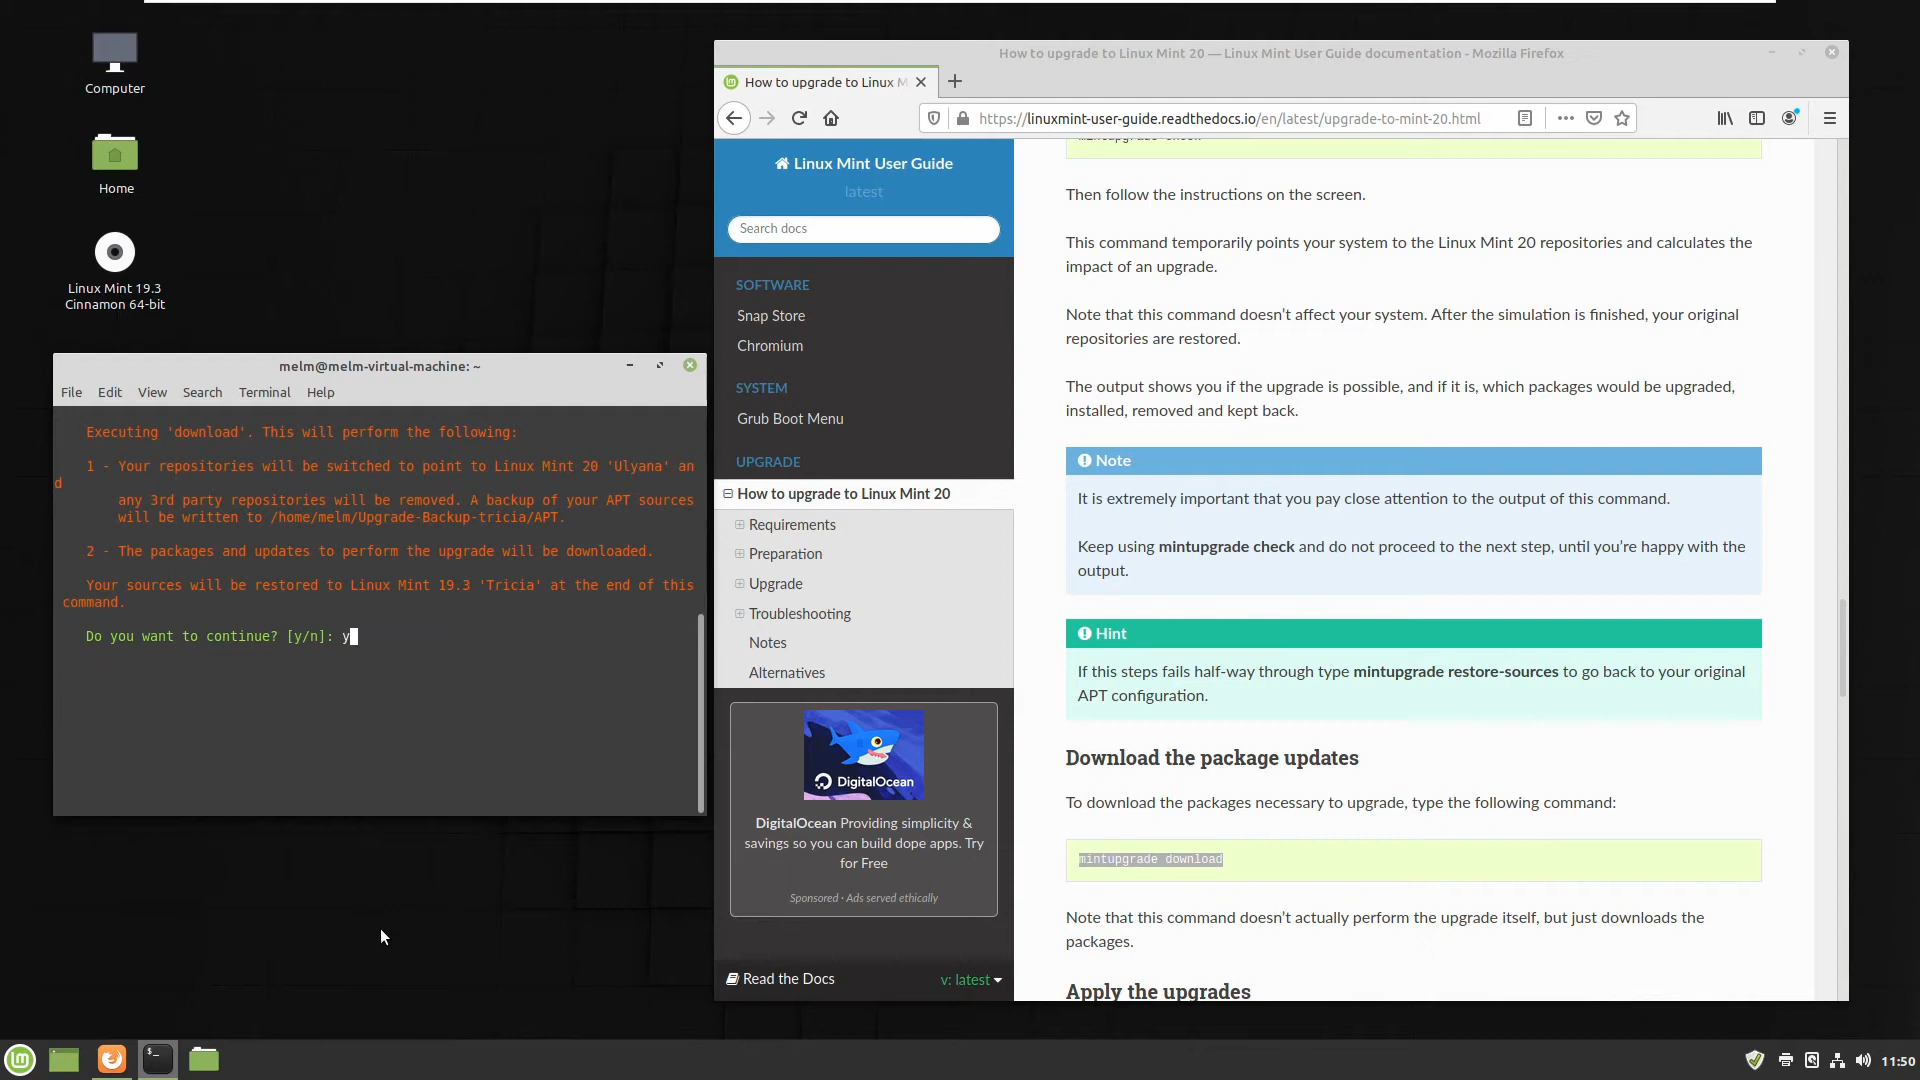 Computer
Home
Linux Mint 19.3
Cinnamon 64-bit
melm@melm-virtual-machine: ~
File Edit View Search Terminal Help
Executing 'download'. This will perform the following:
1 - Your repositories will be switched to point to Linux Mint 20 'Ulyana' an
d
any 3rd party repositories will be removed. A backup of your APT sources
will be written to /home/melm/Upgrade-Backup-tricia/APT.
2 - The packages and updates to perform the upgrade will be downloaded.
Your sources will be restored to Linux Mint 19.3 'Tricia' at the end of this
command.
Do you want to continue? [y/n]: y
How to upgrade to Linux Mint 20 — Linux Mint User Guide documentation - Mozilla Firefox
How to upgrade to Linux M
https://linuxmint-user-guide.readthedocs.io/en/latest/upgrade-to-mint-20.html
Linux Mint User Guide
latest
Search docs
SOFTWARE
Snap Store
Chromium
SYSTEM
Grub Boot Menu
UPGRADE
How to upgrade to Linux Mint 20
Requirements
Preparation
Upgrade
Troubleshooting
Notes
Alternatives
DigitalOcean
DigitalOcean Providing simplicity &
savings so you can build dope apps. Try
for Free
Sponsored · Ads served ethically
Read the Docs
v: latest
Then follow the instructions on the screen.
This command temporarily points your system to the Linux Mint 20 repositories and calculates the
impact of an upgrade.
Note that this command doesn’t affect your system. After the simulation is finished, your original
repositories are restored.
The output shows you if the upgrade is possible, and if it is, which packages would be upgraded,
installed, removed and kept back.
Note
It is extremely important that you pay close attention to the output of this command.
Keep using mintupgrade check and do not proceed to the next step, until you’re happy with the
output.
Hint
If this steps fails half-way through type mintupgrade restore-sources to go back to your original
APT configuration.
Download the package updates
To download the packages necessary to upgrade, type the following command:
mintupgrade download
Note that this command doesn’t actually perform the upgrade itself, but just downloads the
packages.
Apply the upgrades
11:50